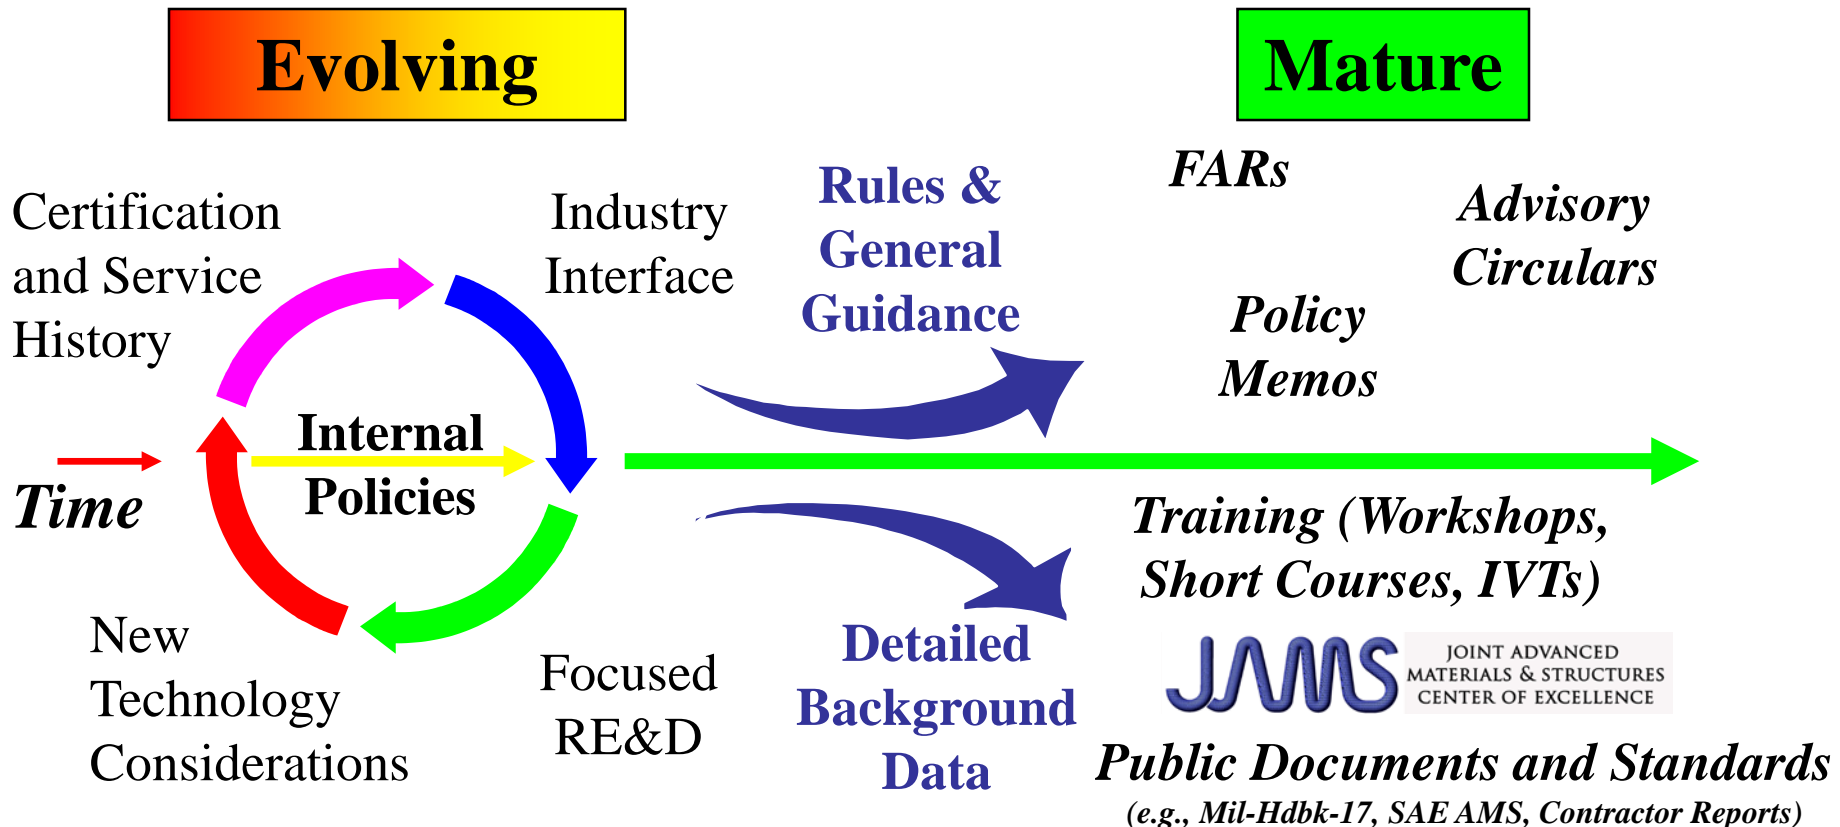 Evolving
Mature
Certification
and Service
History
Industry
Interface
Rules &
General
Guidance
FARs
Advisory
Circulars
Policy
Memos
Internal
Policies
Time
New
Technology
Considerations
Focused
RE&D
Detailed
Background
Data
Training (Workshops,
Short Courses, IVTs)
JAMS
JOINT ADVANCED
MATERIALS & STRUCTURES
CENTER OF EXCELLENCE
Public Documents and Standards
(e.g., Mil-Hdbk-17, SAE AMS, Contractor Reports)